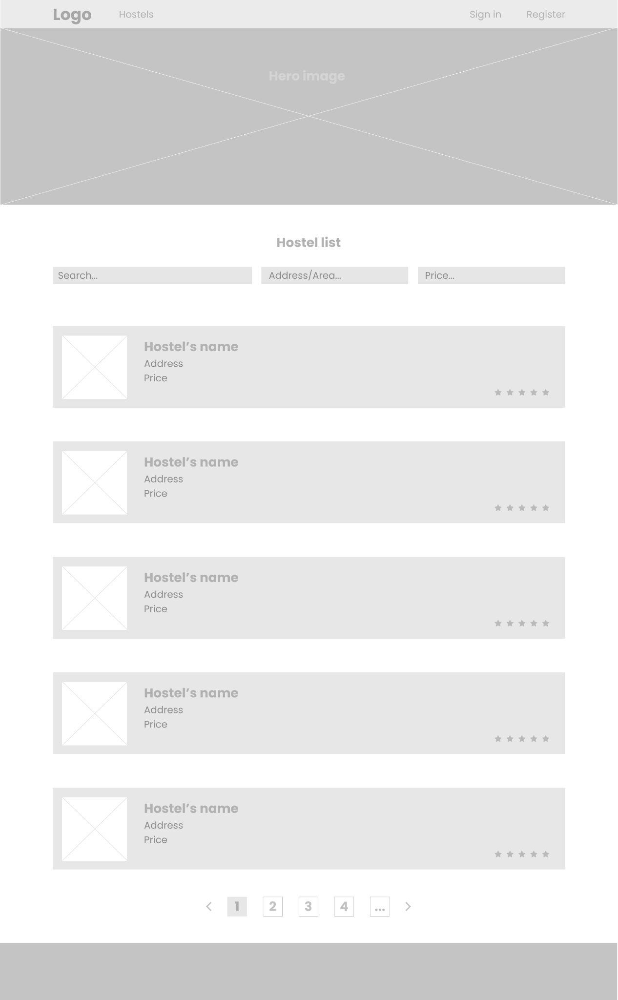 Logo Hostels Sign in Register
Hero image
Hostel list
Search... Address/Area... Price...
Hostel’s name
Address
Price
Hostel’s name
Address
Price
Hostel’s name
Address
Price
Hostel’s name
Address
Price
Hostel’s name
Address
Price
1 2 3 4 ...